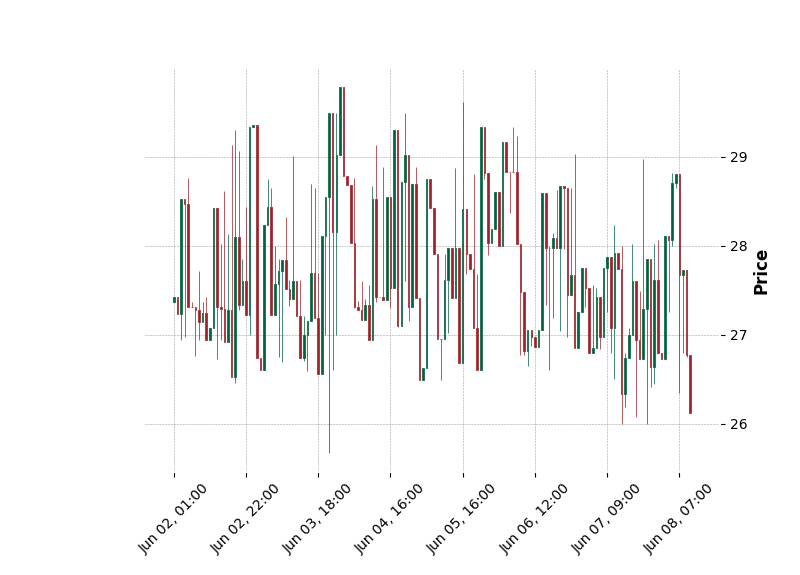 29
28
27
26
Price
Jun 02, 01:00
Jun 02, 22:00
Jun 03, 18:00
Jun 04, 16:00
Jun 05, 16:00
Jun 06, 12:00
Jun 07, 09:00
Jun 08, 07:00